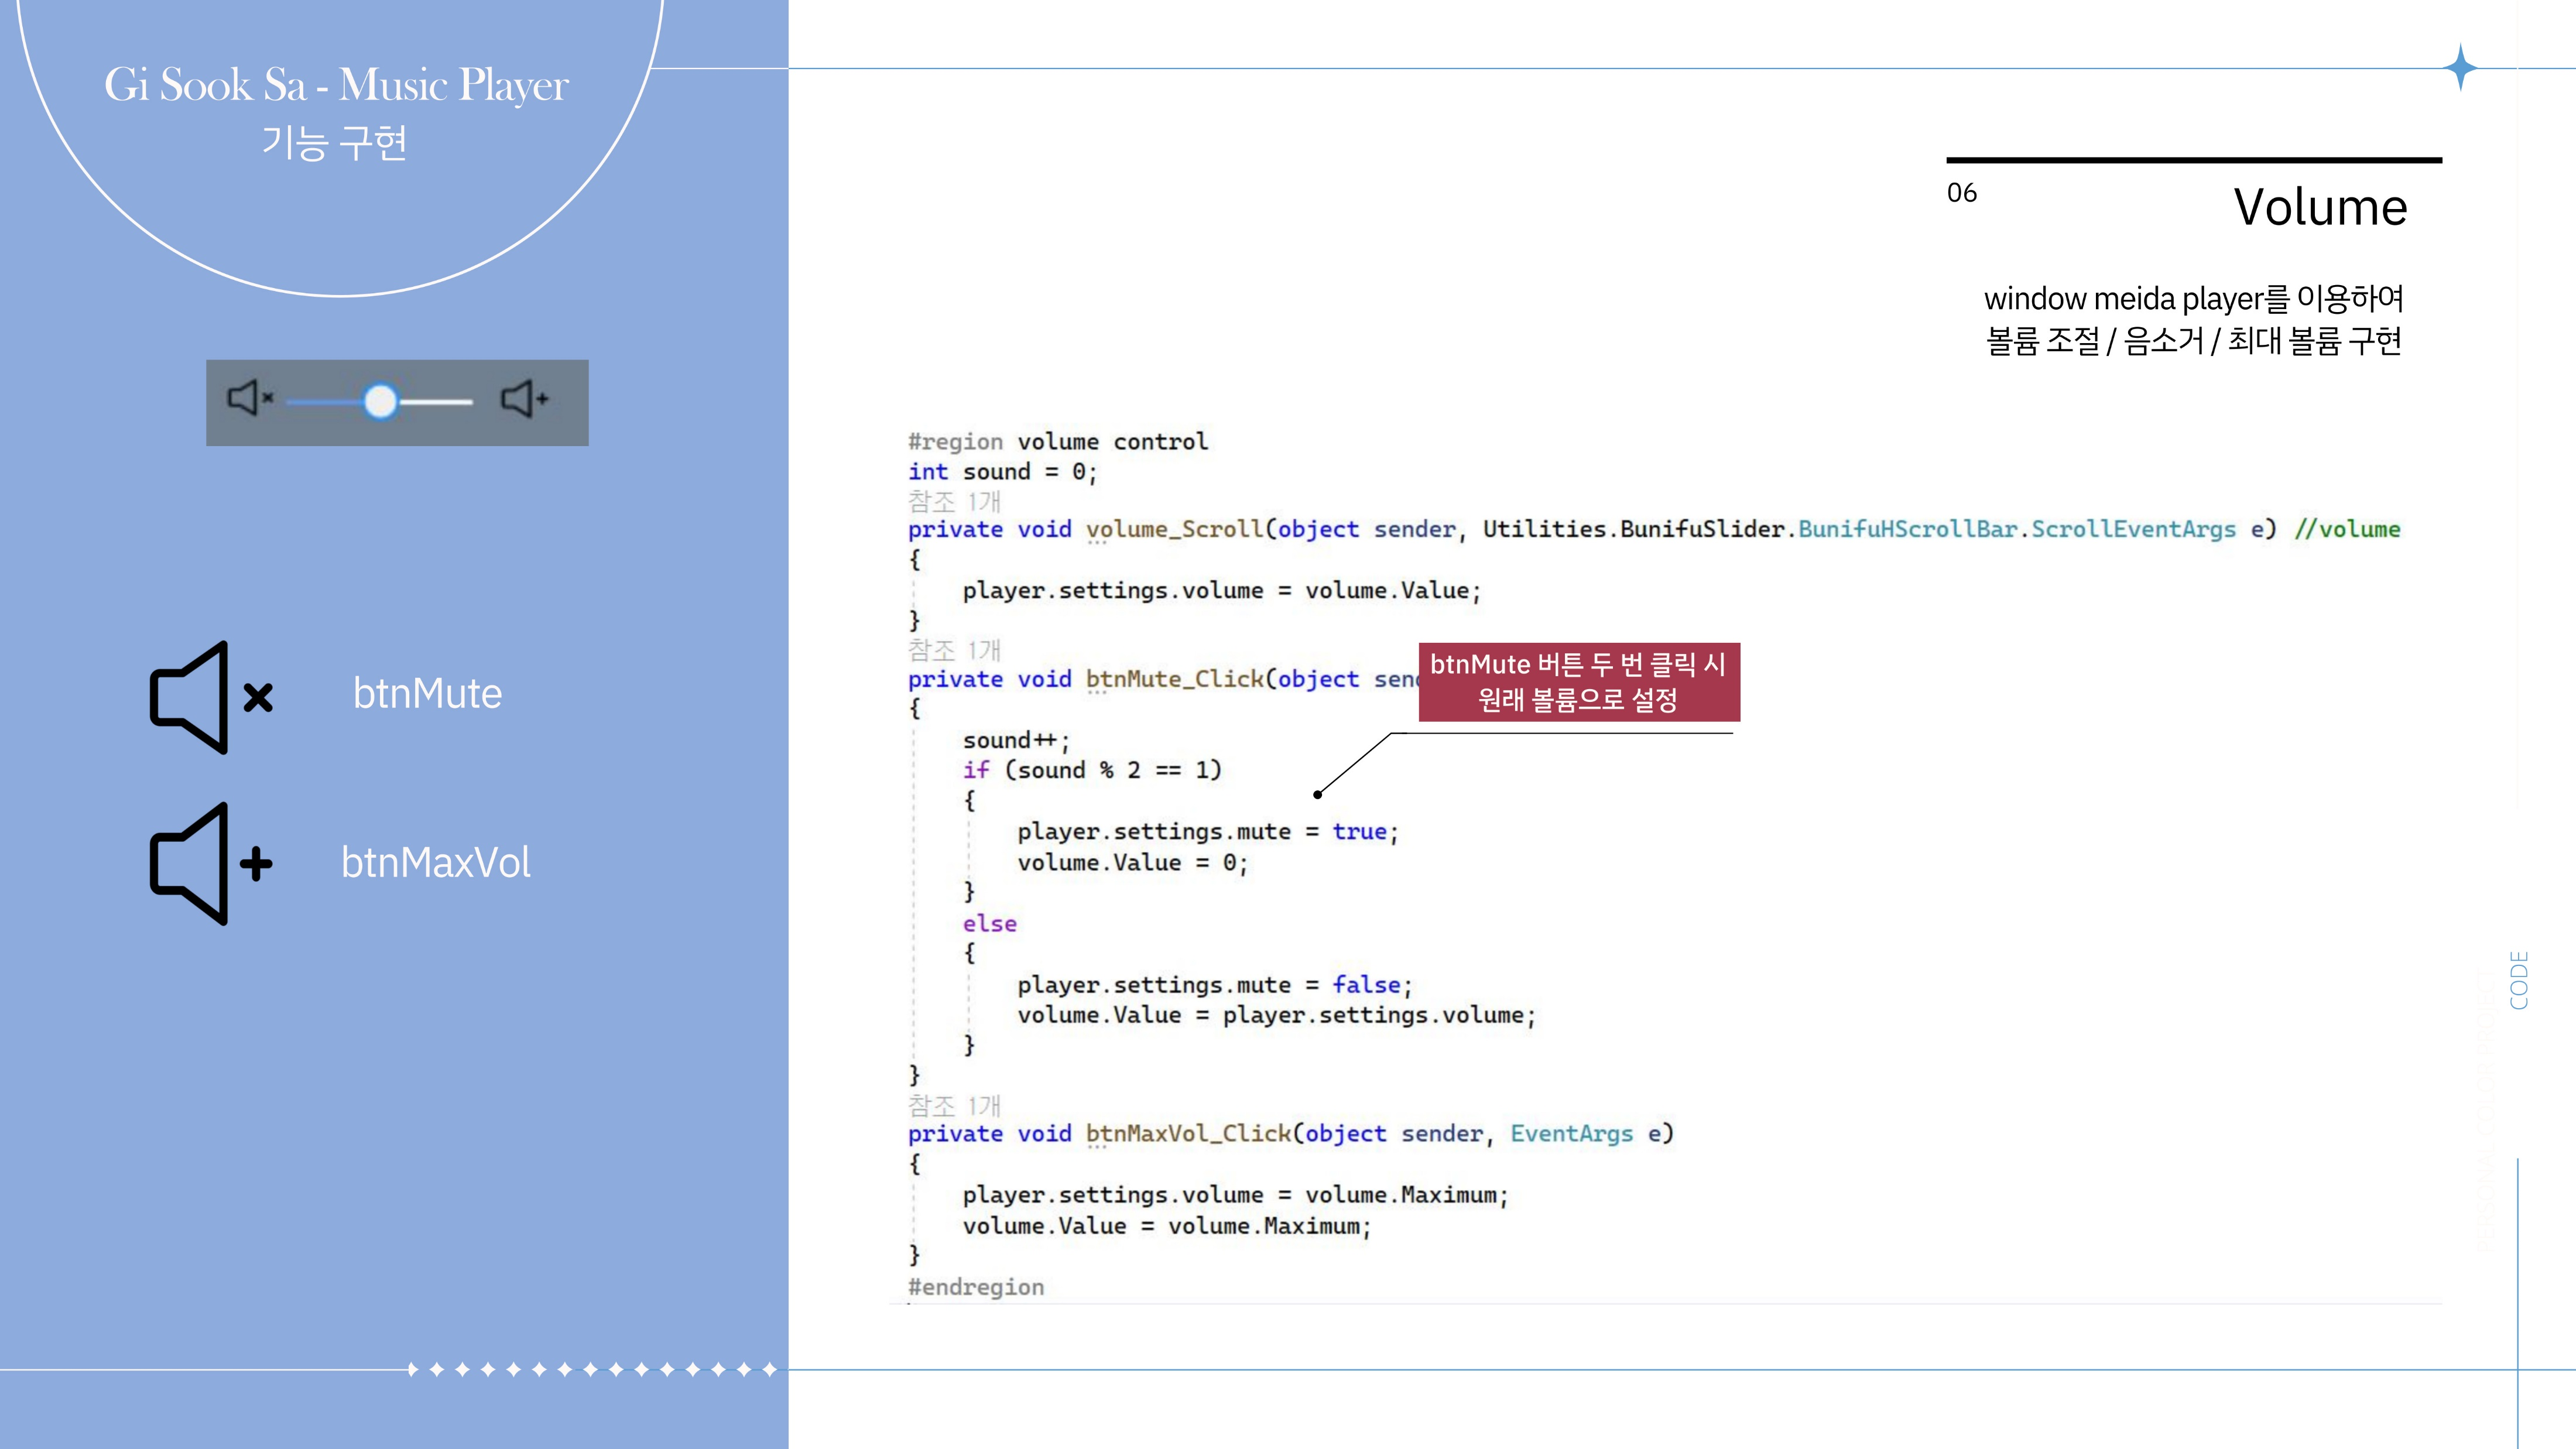 Gi Sook Sa - Music Player
기능 구현
btnMute
btnMaxVol
06
Volume
window meida player를 이용하여
볼륨 조절 / 음소거 / 최대 볼륨 구현
#region volume control
int sound = 0;
참조 1개
private void volume_Scroll(object sender, Utilities.BunifuSlider.BunifuHScrollBar.ScrollEventArgs e) //volume
{
player.settings.volume = volume.Value;
}
참조 1개
private void btnMute_Click(object
btnMute 버튼 두 번 클릭 시
원래 볼륨으로 설정
{
sound++;
if (sound % 2 == 1)
{
player.settings.mute = true;
volume.Value = 0;
}
else
{
player.settings.mute = false;
volume.Value = player.settings.volume;
}
}
참조 1개
private void btnMaxVol_Click(object sender, EventArgs e)
{
player.settings.volume = volume.Maximum;
volume.Value = volume.Maximum;
}
#endregion
CODE